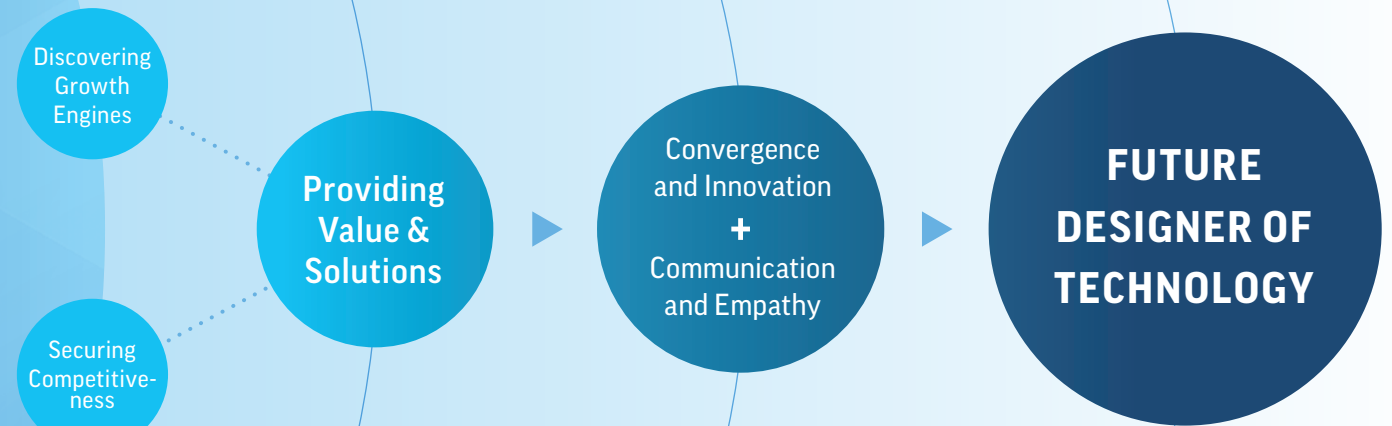 Discovering
Growth
Engines
Securing
Competitive-
ness
Providing
Value &
Solutions
Convergence
and Innovation
+
Communication
and Empathy
FUTURE
DESIGNER OF
TECHNOLOGY